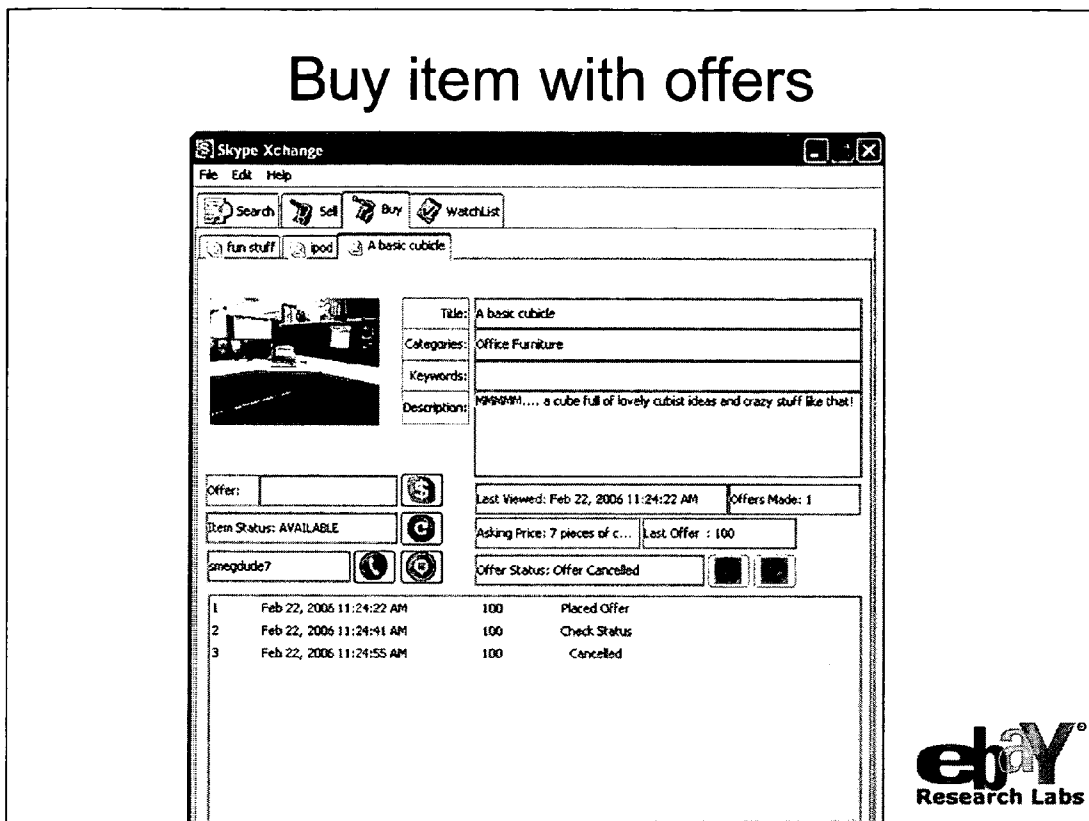 Buy item with offers
Skype Xchange
File Edit Help
Search Sell Buy WatchList
fun stuff ipod A basic cubicle
Title: A basic cubicle
Categories: Office Furniture
Keywords:
Description: MMMMM.... a cube full of lovely cubist ideas and crazy stuff like that!
Offer:
Last Viewed: Feb 22, 2006 11:24:22 AM Offers Made: 1
Item Status: AVAILABLE
Asking Price: 7 pieces of c... Last Offer : 100
smegdude7
Offer Status: Offer Cancelled
1 Feb 22, 2006 11:24:22 AM 100 Placed Offer
2 Feb 22, 2006 11:24:41 AM 100 Check Status
3 Feb 22, 2006 11:24:55 AM 100 Cancelled
ebaY
Research Labs